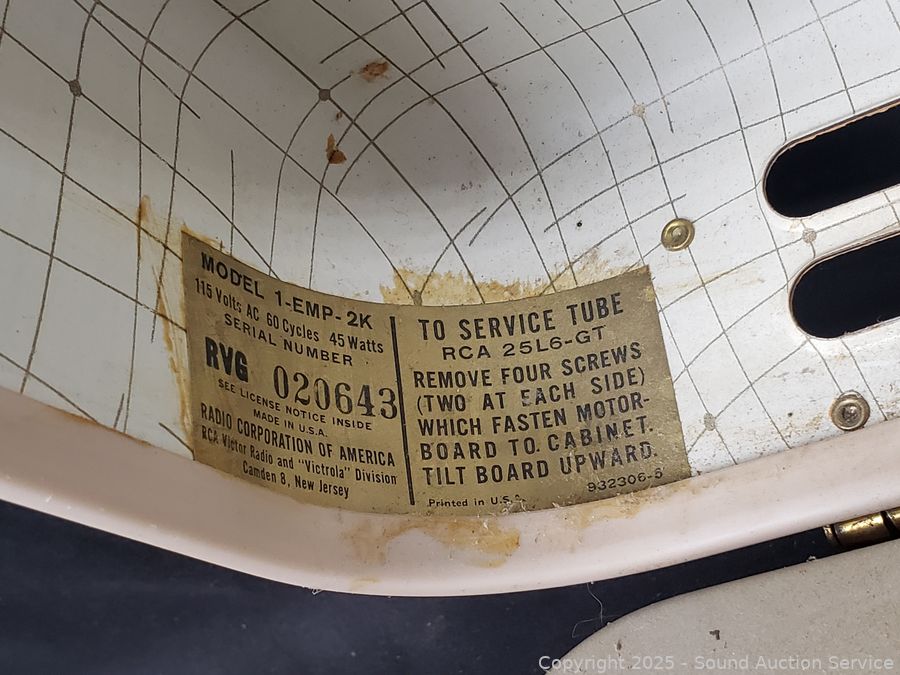 MODEL 1-EMP-2K
115 Volts AC 60 Cycles 45 Watts
SERIAL NUMBER
RVG 020643
SEE LICENSE NOTICE INSIDE
MADE IN U.S.A.
RADIO CORPORATION OF AMERICA
RCA Victor Radio and "Victrola" Division
Camden 8, New Jersey
TO SERVICE TUBE
RCA 25L6-GT
REMOVE FOUR SCREWS
(TWO AT EACH SIDE)
WHICH FASTEN MOTOR-
BOARD TO CABINET.
TILT BOARD UPWARD.
932306-5
Printed in U.S.A.
Copyright 2025 - Sound Auction Service